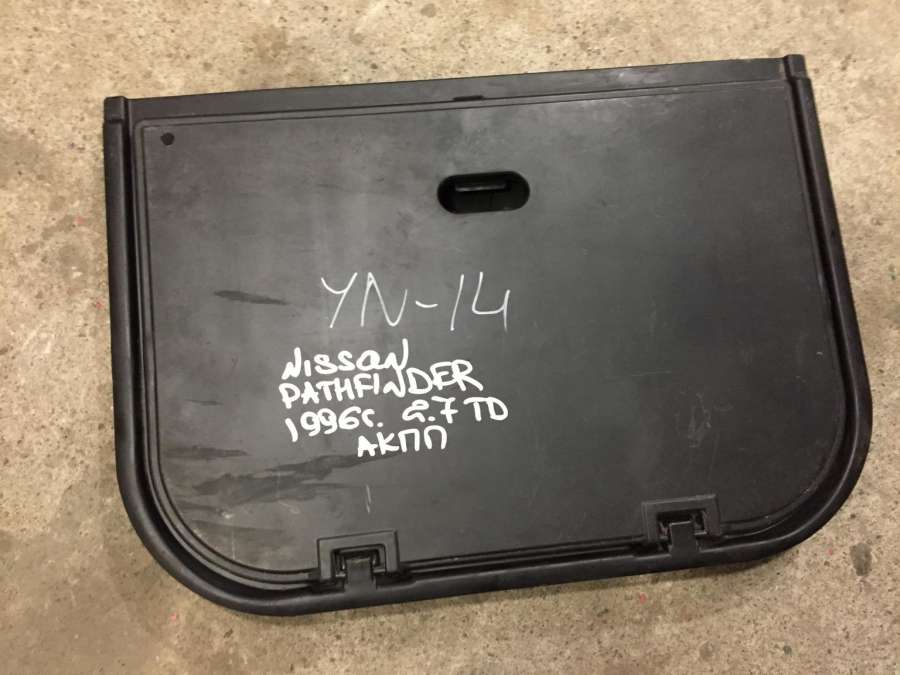 YN-14
NISSAN
PATHFINDER
1996г. 2.7 TD
АКПП